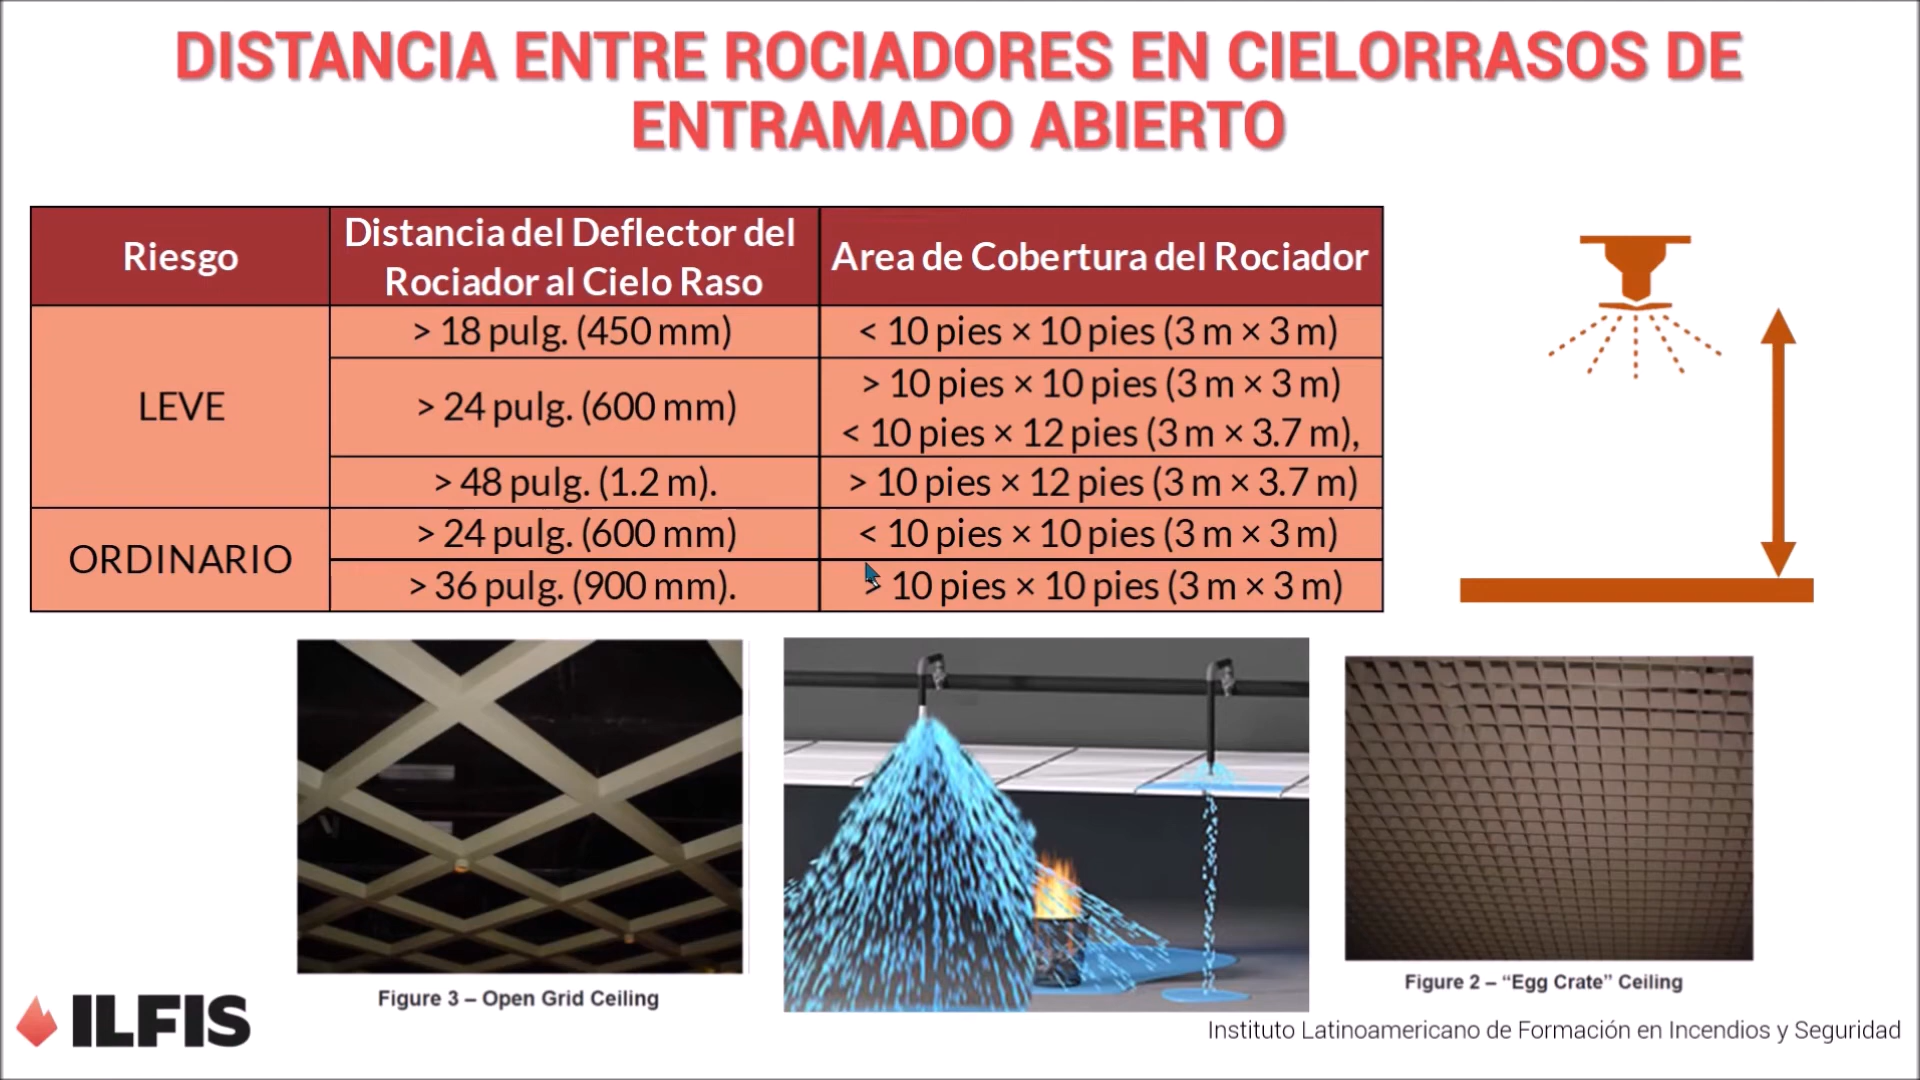 DISTANCIA ENTRE ROCIADORES EN CIELORRASOS DE
ENTRAMADO ABIERTO
Riesgo
Distancia del Deflector del
Rociador al Cielo Raso
Area de Cobertura del Rociador
LEVE
> 18 pulg. (450 mm)
< 10 pies × 10 pies (3 m × 3 m)
> 24 pulg. (600 mm)
> 10 pies × 10 pies (3 m × 3 m)
< 10 pies × 12 pies (3 m × 3.7 m),
> 48 pulg. (1.2 m).
> 10 pies × 12 pies (3 m × 3.7 m)
ORDINARIO
> 24 pulg. (600 mm)
< 10 pies × 10 pies (3 m × 3 m)
> 36 pulg. (900 mm).
> 10 pies × 10 pies (3 m × 3 m)
Figure 3 – Open Grid Ceiling
Figure 2 – “Egg Crate” Ceiling
ILFIS
Instituto Latinoamericano de Formación en Incendios y Seguridad